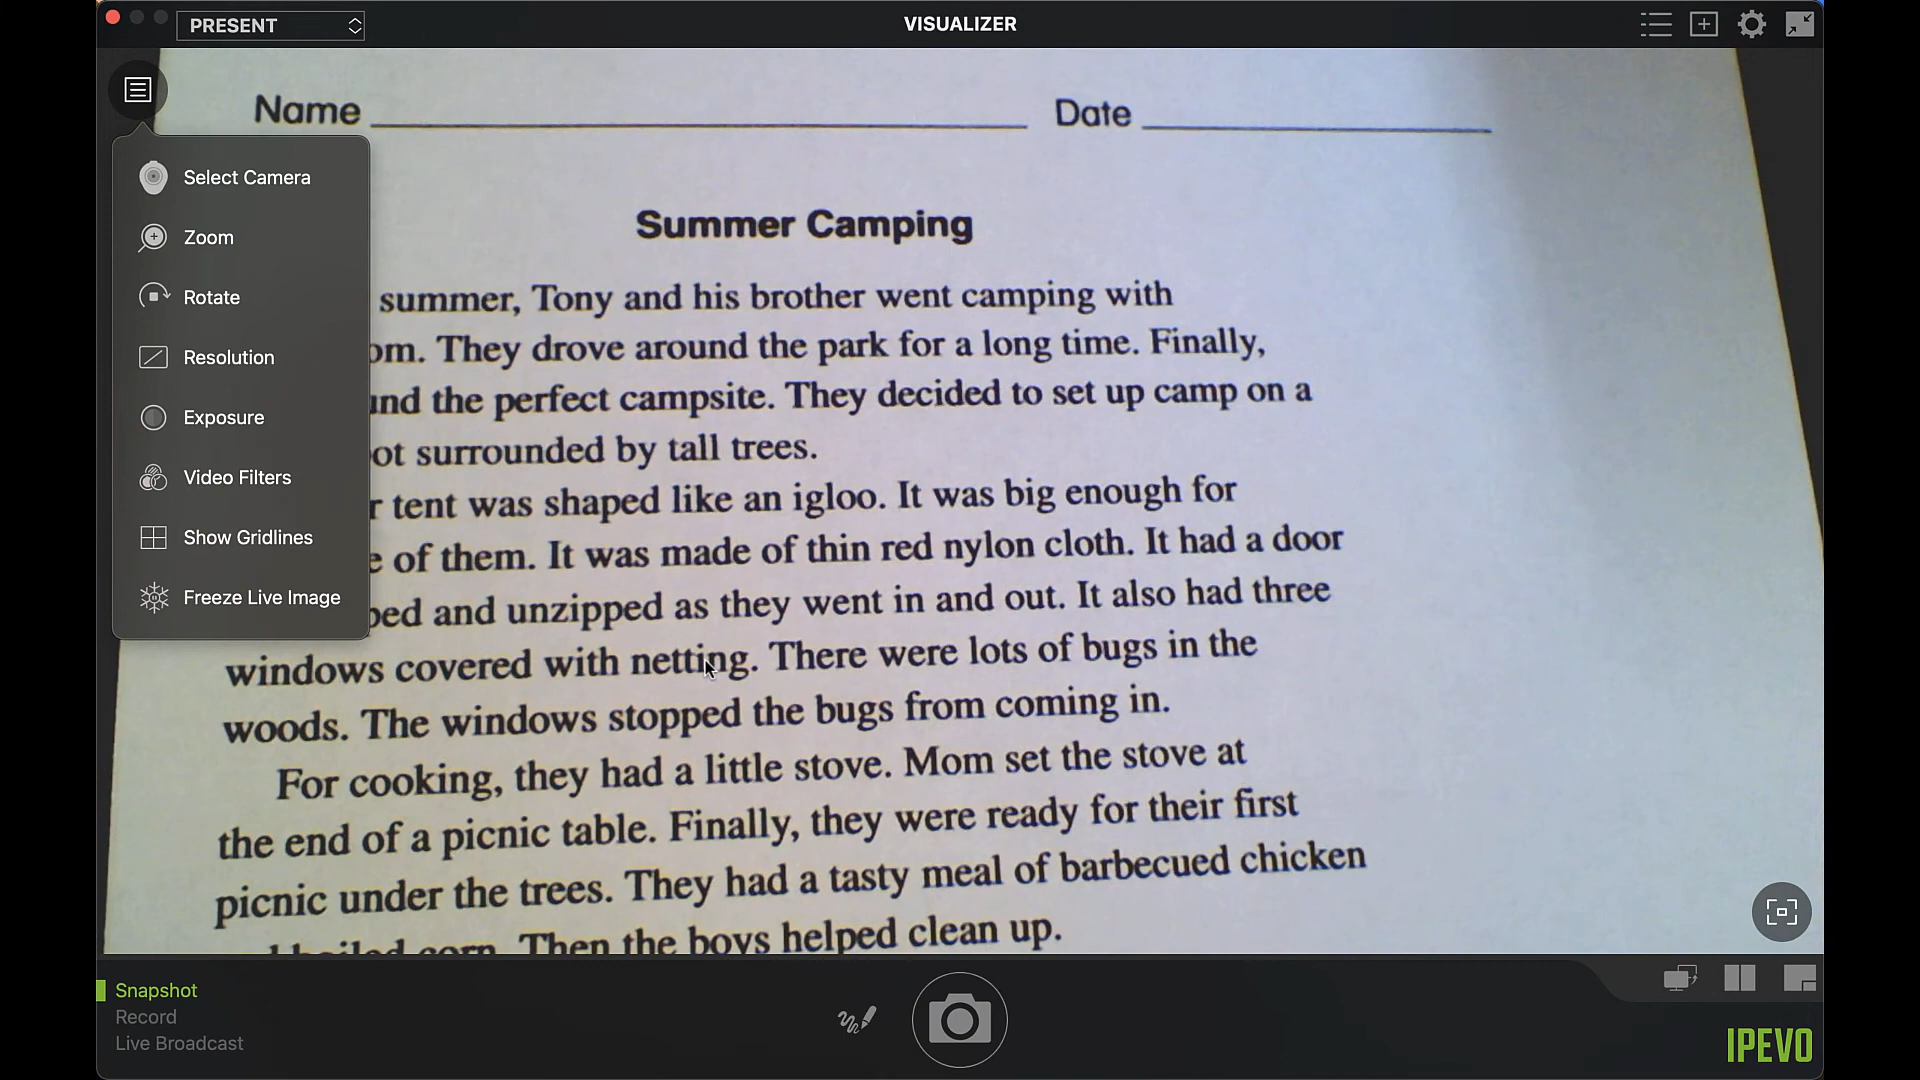 PRESENT
VISUALIZER
Name Date
Select Camera
Zoom
Rotate
Resolution
Exposure
Video Filters
Show Gridlines
Freeze Live Image
Summer Camping
summer, Tony and his brother went camping with
om. They drove around the park for a long time. Finally,
und the perfect campsite. They decided to set up camp on a
ot surrounded by tall trees.
r tent was shaped like an igloo. It was big enough for
e of them. It was made of thin red nylon cloth. It had a door
ped and unzipped as they went in and out. It also had three
windows covered with netting. There were lots of bugs in the
woods. The windows stopped the bugs from coming in.
For cooking, they had a little stove. Mom set the stove at
the end of a picnic table. Finally, they were ready for their first
picnic under the trees. They had a tasty meal of barbecued chicken
boiled corn. Then the boys helped clean up.
Snapshot
Record
Live Broadcast
IPEVO